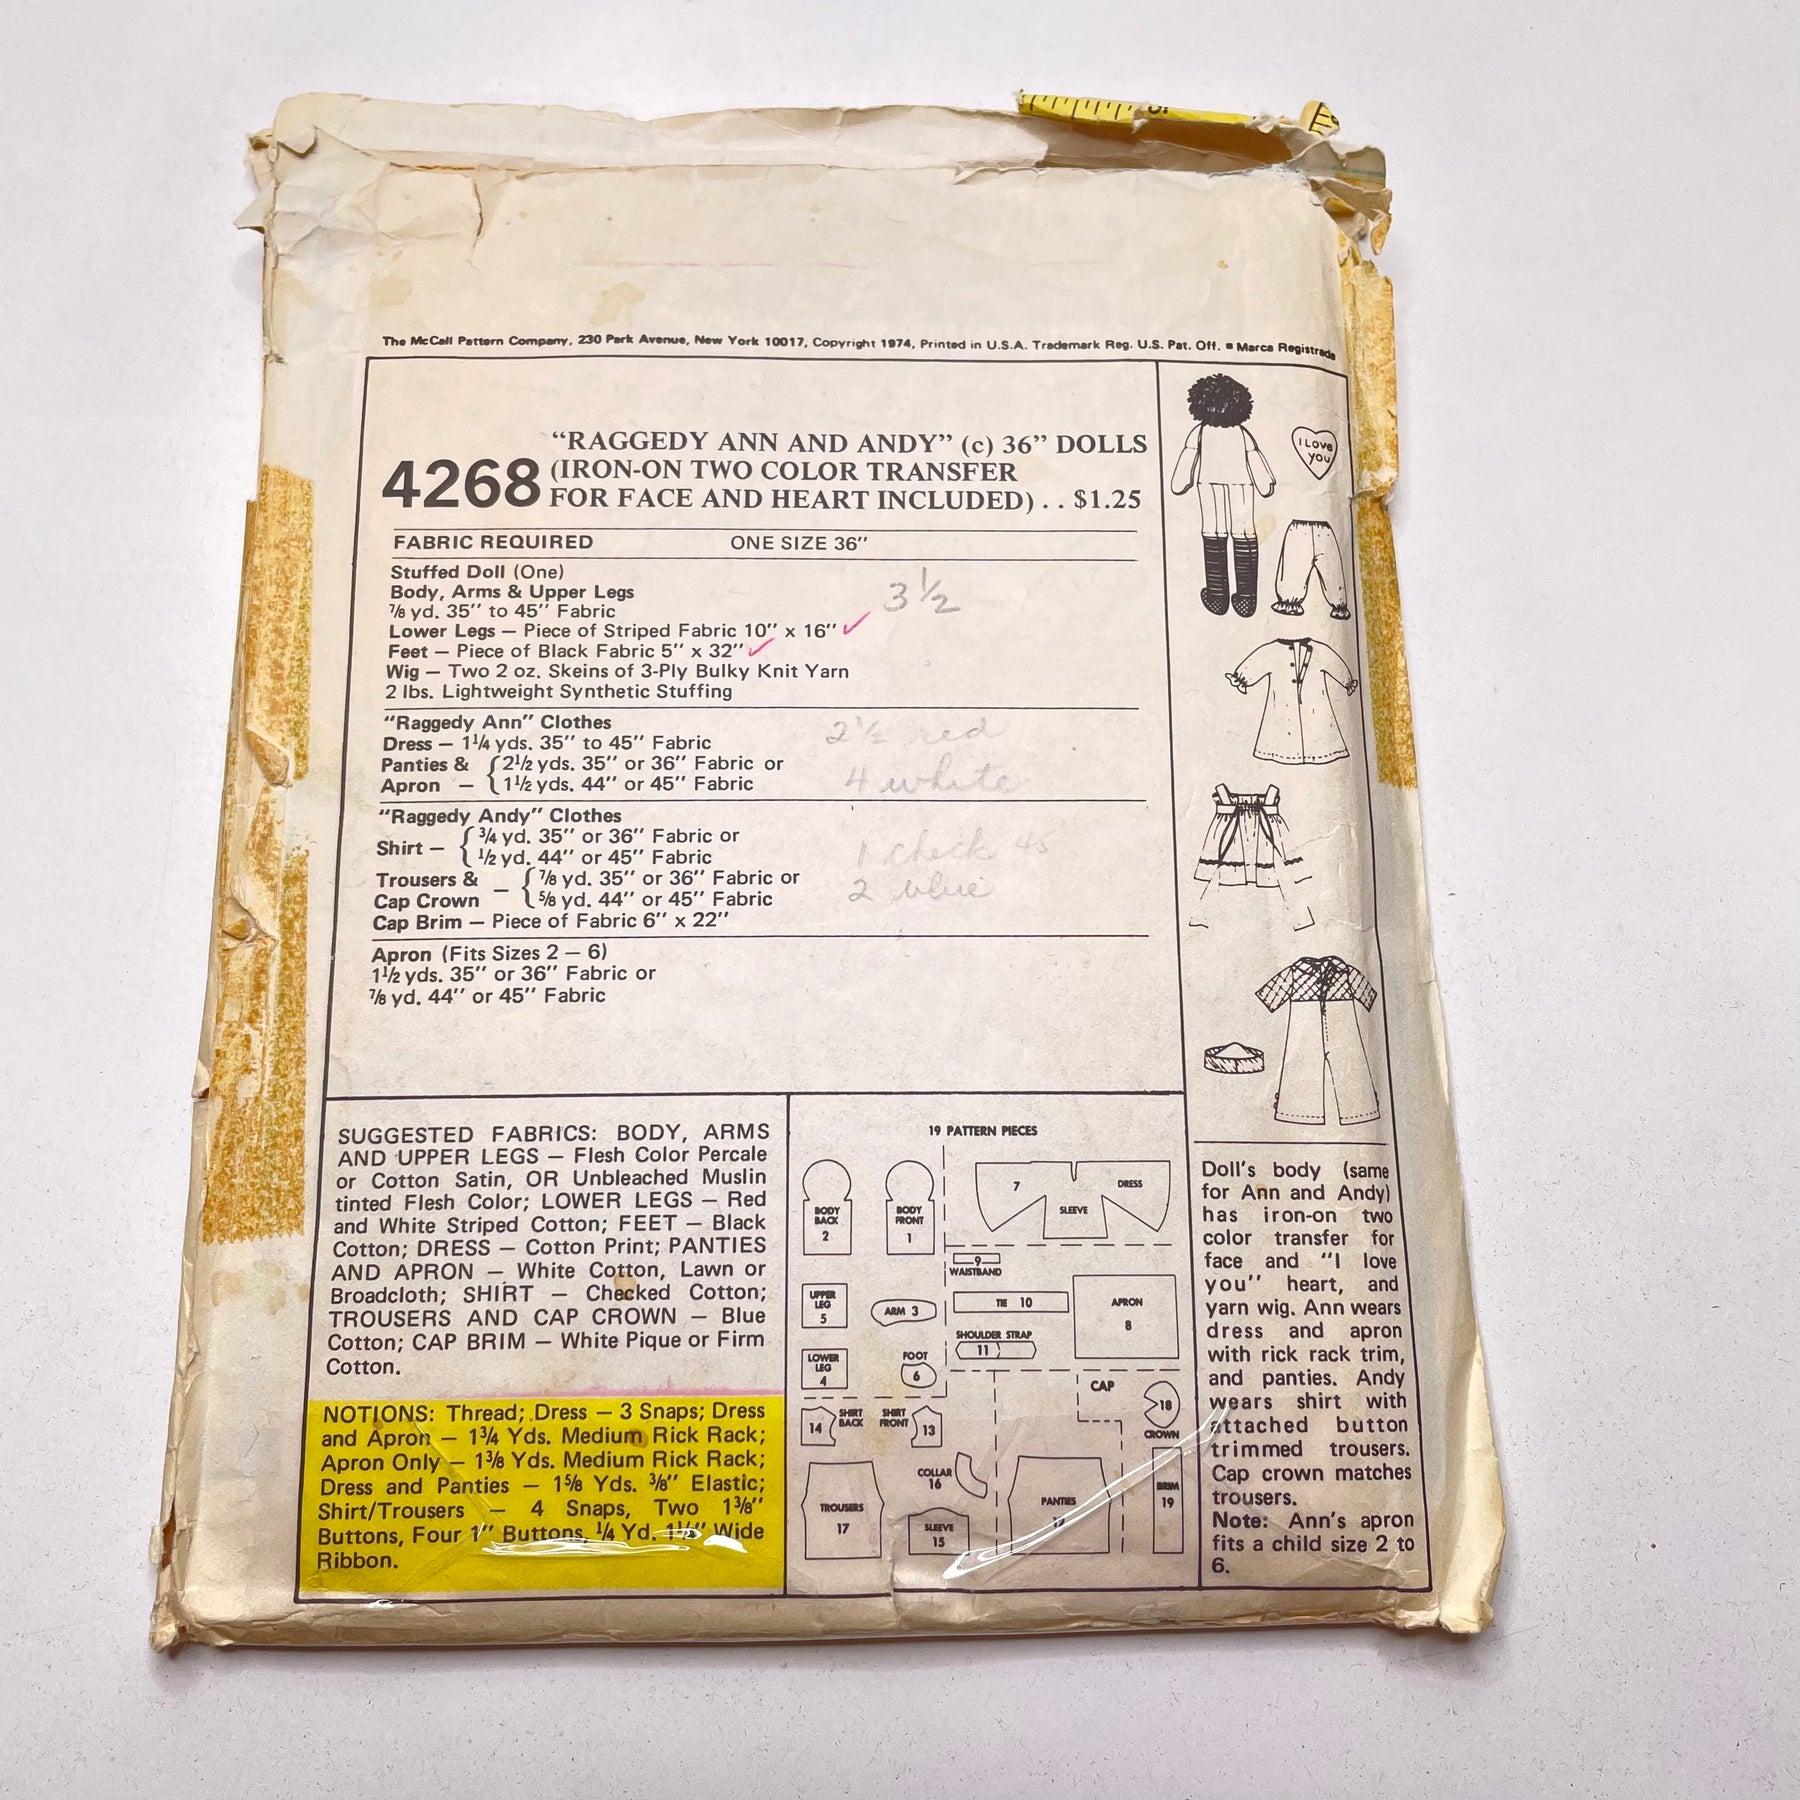 The McCall Pattern Company, 230 Park Avenue, New York 10017, Copyright 1974, Printed in U.S.A. Trademark Reg. U.S. Pat. Off. ■ Marca Registrada
4268
“RAGGEDY ANN AND ANDY” (c) 36” DOLLS
(IRON-ON TWO COLOR TRANSFER
FOR FACE AND HEART INCLUDED) . . $1.25
FABRIC REQUIRED ONE SIZE 36”
Stuffed Doll (One)
Body, Arms & Upper Legs
⅞ yd. 35” to 45” Fabric
3 ½
Lower Legs — Piece of Striped Fabric 10” x 16” ✓
Feet — Piece of Black Fabric 5” x 32” ✓
Wig — Two 2 oz. Skeins of 3-Ply Bulky Knit Yarn
2 lbs. Lightweight Synthetic Stuffing
“Raggedy Ann” Clothes
Dress — 1¼ yds. 35” to 45” Fabric
2 ½ red
Panties & { 2½ yds. 35” or 36” Fabric or
Apron — { 1½ yds. 44” or 45” Fabric
4 white
“Raggedy Andy” Clothes
Shirt — { ¾ yd. 35” or 36” Fabric or
½ yd. 44” or 45” Fabric
1 check 45
Trousers & — { ⅞ yd. 35” or 36” Fabric or
Cap Crown ⅝ yd. 44” or 45” Fabric
2 blue
Cap Brim — Piece of Fabric 6” x 22”
Apron (Fits Sizes 2 — 6)
1½ yds. 35” or 36” Fabric or
⅞ yd. 44” or 45” Fabric
I Love
you
SUGGESTED FABRICS: BODY, ARMS
AND UPPER LEGS — Flesh Color Percale
or Cotton Satin, OR Unbleached Muslin
tinted Flesh Color; LOWER LEGS — Red
and White Striped Cotton; FEET — Black
Cotton; DRESS — Cotton Print; PANTIES
AND APRON — White Cotton, Lawn or
Broadcloth; SHIRT — Checked Cotton;
TROUSERS AND CAP CROWN — Blue
Cotton; CAP BRIM — White Pique or Firm
Cotton.
NOTIONS: Thread; Dress — 3 Snaps; Dress
and Apron — 1¾ Yds. Medium Rick Rack;
Apron Only — 1⅜ Yds. Medium Rick Rack;
Dress and Panties — 1⅝ Yds. ⅜” Elastic;
Shirt/Trousers — 4 Snaps, Two 1⅜”
Buttons, Four 1” Buttons, ¼ Yd. Wide
Ribbon.
19 PATTERN PIECES
BODY
BACK
2
BODY
FRONT
1
7
DRESS
SLEEVE
9
WAISTBAND
UPPER
LEG
5
ARM 3
TIE 10
APRON
8
SHOULDER STRAP
11
LOWER
LEG
4
FOOT
6
CAP
18
CROWN
14
SHIRT
BACK
SHIRT
FRONT
13
COLLAR
16
TROUSERS
17
SLEEVE
15
PANTIES
BRIM
19
Doll's body (same
for Ann and Andy)
has iron-on two
color transfer for
face and “I love
you” heart, and
yarn wig. Ann wears
dress and apron
with rick rack trim,
and panties. Andy
wears shirt with
attached button
trimmed trousers.
Cap crown matches
trousers.
Note: Ann's apron
fits a child size 2 to
6.